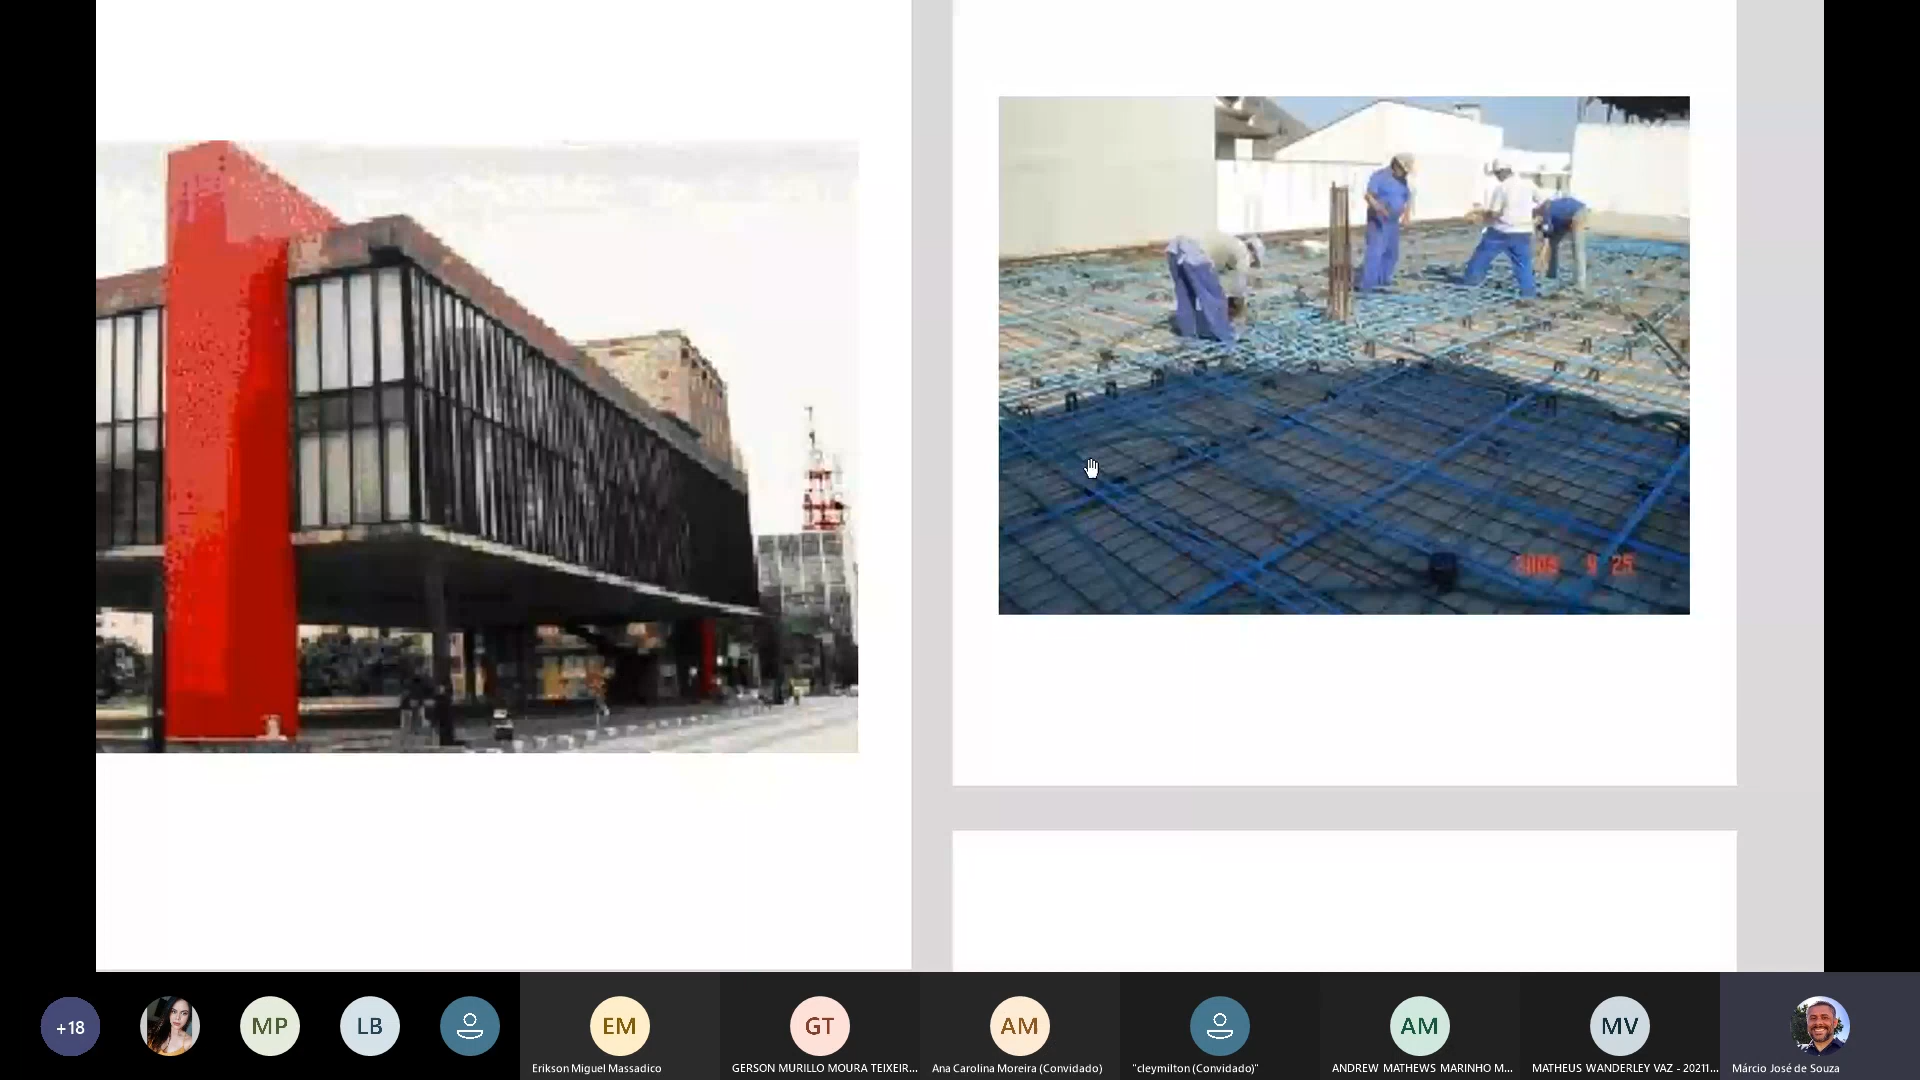 +18
MP
LB
EM
GT
AM
AM
MV
Erikson Miguel Massadico
GERSON MURILLO MOURA TEIXEIR...
Ana Carolina Moreira (Convidado)
"cleymilton (Convidado)"
ANDREW MATHEWS MARINHO M...
MATHEUS WANDERLEY VAZ - 20211...
Márcio José de Souza